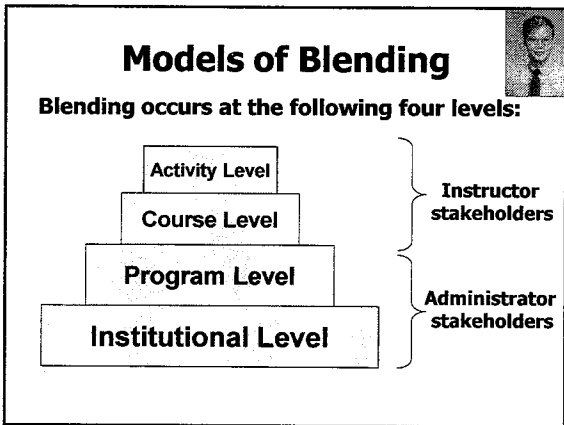 Models of Blending
Blending occurs at the following four levels:
Activity Level
Course Level
Program Level
Institutional Level
Instructor
stakeholders
Administrator
stakeholders